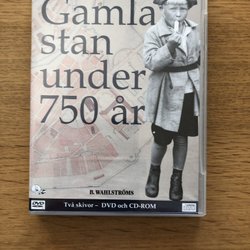 Gamla
stan
under
750 år
B. WAHLSTRÖMS
DVD
Två skivor – DVD och CD-ROM